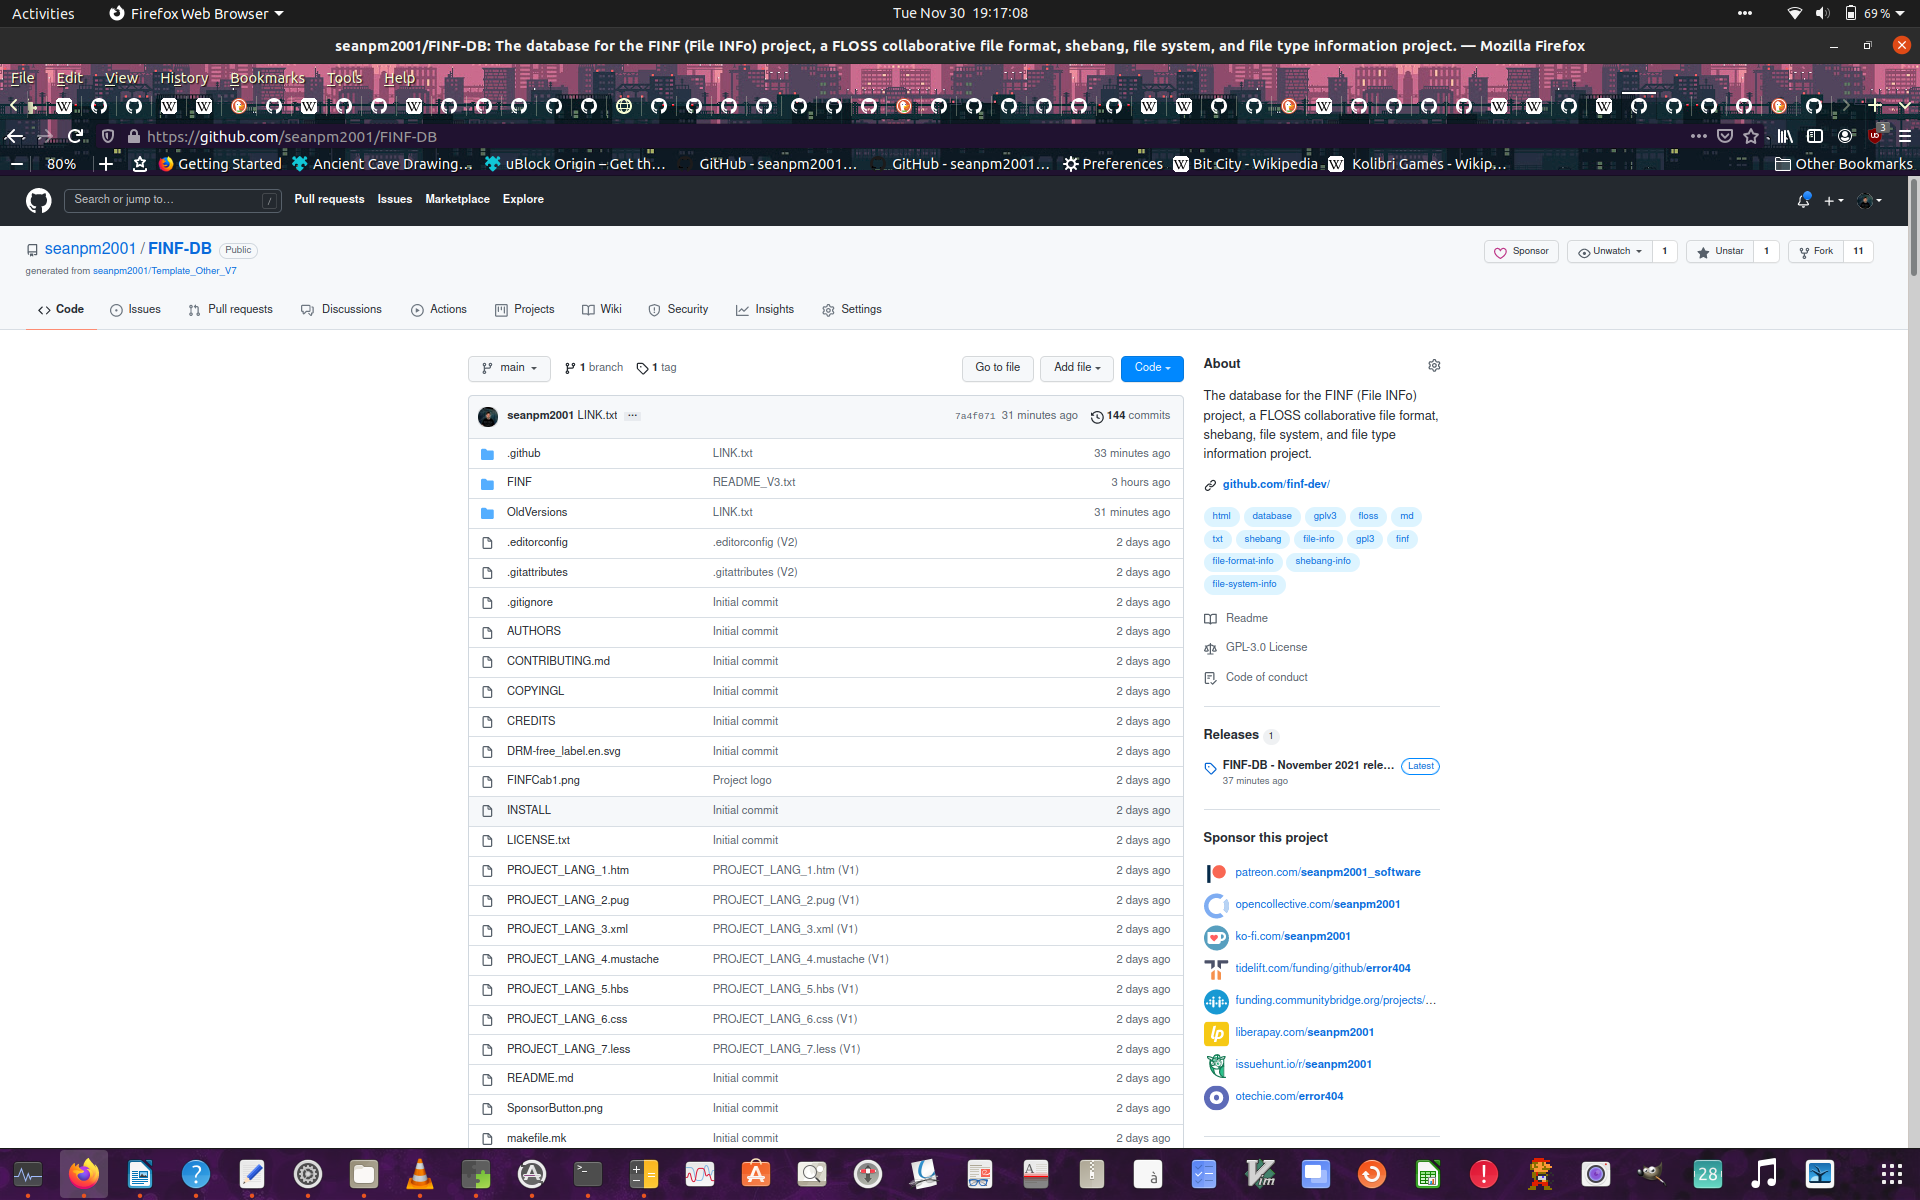 Activities
Firefox Web Browser
Tue Nov 30 19:17:08
69 %
seanpm2001/FINF-DB: The database for the FINF (File INFo) project, a FLOSS collaborative file format, shebang, file system, and file type information project. — Mozilla Firefox
File Edit View History Bookmarks Tools Help
https://github.com/seanpm2001/FINF-DB
3
80%
Getting Started
Ancient Cave Drawing…
uBlock Origin – Get th…
GitHub - seanpm2001…
GitHub - seanpm2001…
Preferences
Bit City - Wikipedia
Kolibri Games - Wikip…
Other Bookmarks
Search or jump to…
/
Pull requests Issues Marketplace Explore
seanpm2001 / FINF-DB Public
generated from seanpm2001/Template_Other_V7
Sponsor
Unwatch 1
Unstar 1
Fork 11
Code
Issues
Pull requests
Discussions
Actions
Projects
Wiki
Security
Insights
Settings
main
1 branch
1 tag
Go to file
Add file
Code
seanpm2001 LINK.txt ... 7a4f071 31 minutes ago 144 commits
.github LINK.txt 33 minutes ago
FINF README_V3.txt 3 hours ago
OldVersions LINK.txt 31 minutes ago
.editorconfig .editorconfig (V2) 2 days ago
.gitattributes .gitattributes (V2) 2 days ago
.gitignore Initial commit 2 days ago
AUTHORS Initial commit 2 days ago
CONTRIBUTING.md Initial commit 2 days ago
COPYINGL Initial commit 2 days ago
CREDITS Initial commit 2 days ago
DRM-free_label.en.svg Initial commit 2 days ago
FINFCab1.png Project logo 2 days ago
INSTALL Initial commit 2 days ago
LICENSE.txt Initial commit 2 days ago
PROJECT_LANG_1.htm PROJECT_LANG_1.htm (V1) 2 days ago
PROJECT_LANG_2.pug PROJECT_LANG_2.pug (V1) 2 days ago
PROJECT_LANG_3.xml PROJECT_LANG_3.xml (V1) 2 days ago
PROJECT_LANG_4.mustache PROJECT_LANG_4.mustache (V1) 2 days ago
PROJECT_LANG_5.hbs PROJECT_LANG_5.hbs (V1) 2 days ago
PROJECT_LANG_6.css PROJECT_LANG_6.css (V1) 2 days ago
PROJECT_LANG_7.less PROJECT_LANG_7.less (V1) 2 days ago
README.md Initial commit 2 days ago
SponsorButton.png Initial commit 2 days ago
makefile.mk Initial commit 2 days ago
About
The database for the FINF (File INFo)
project, a FLOSS collaborative file format,
shebang, file system, and file type
information project.
github.com/finf-dev/
html database gplv3 floss md
txt shebang file-info gpl3 finf
file-format-info shebang-info
file-system-info
Readme
GPL-3.0 License
Code of conduct
Releases 1
FINF-DB - November 2021 rele... Latest
37 minutes ago
Sponsor this project
patreon.com/seanpm2001_software
opencollective.com/seanpm2001
ko-fi.com/seanpm2001
tidelift.com/funding/github/error404
funding.communitybridge.org/projects/…
liberapay.com/seanpm2001
issuehunt.io/r/seanpm2001
otechie.com/error404
28